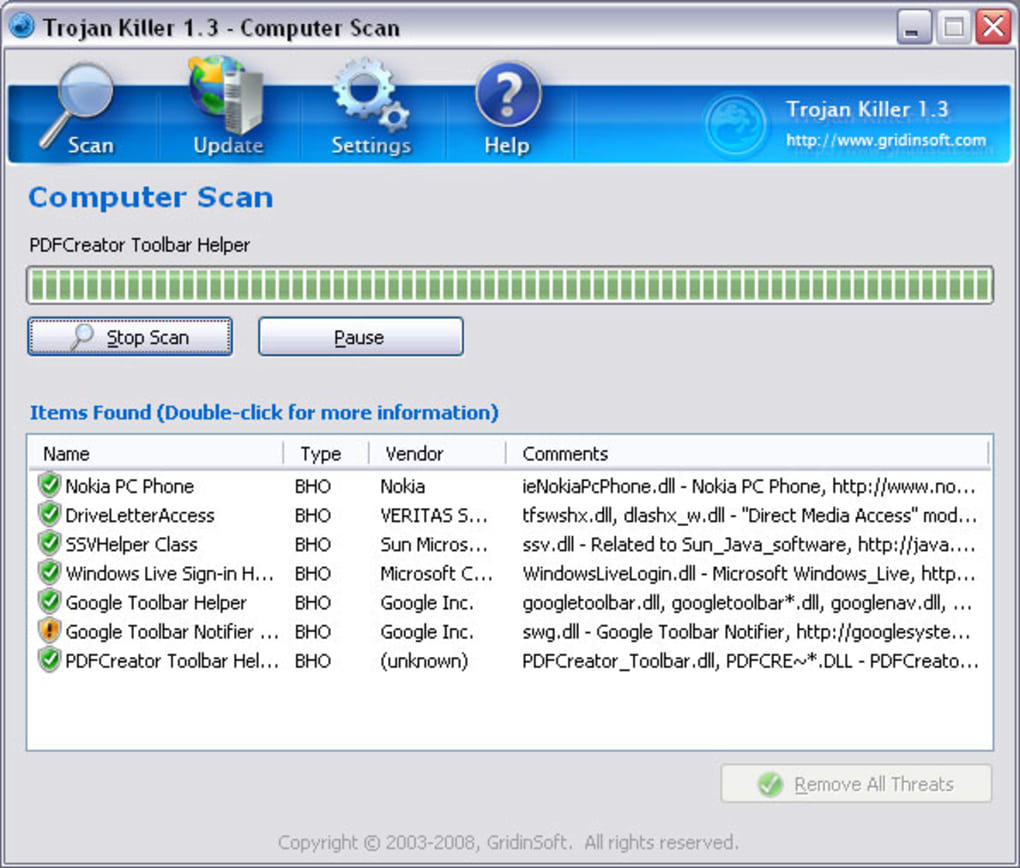 Trojan Killer 1.3 - Computer Scan
Scan Update Settings Help
Trojan Killer 1.3
http://www.gridinsoft.com
Computer Scan
PDFCreator Toolbar Helper
Stop Scan Pause
Items Found (Double-click for more information)
Name Type Vendor Comments
Nokia PC Phone BHO Nokia ieNokiaPcPhone.dll - Nokia PC Phone, http://www.no...
DriveLetterAccess BHO VERITAS S... tfswshx.dll, dlashx_w.dll - "Direct Media Access" mod...
SSVHelper Class BHO Sun Micros... ssv.dll - Related to Sun_Java_software, http://java....
Windows Live Sign-in H... BHO Microsoft C... WindowsLiveLogin.dll - Microsoft Windows_Live, http...
Google Toolbar Helper BHO Google Inc. googletoolbar.dll, googletoolbar*.dll, googlenav.dll, ...
Google Toolbar Notifier ... BHO Google Inc. swg.dll - Google Toolbar Notifier, http://googlesyste...
PDFCreator Toolbar Hel... BHO (unknown) PDFCreator_Toolbar.dll, PDFCRE~*.DLL - PDFCreato...
Remove All Threats
Copyright © 2003-2008, GridinSoft. All rights reserved.